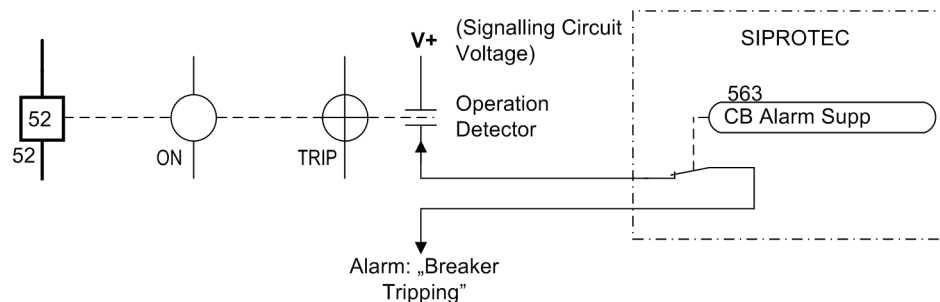 V+
(Signalling Circuit
Voltage)
SIPROTEC
52
52
ON
TRIP
Operation
Detector
563
CB Alarm Supp
Alarm: „Breaker
Tripping”